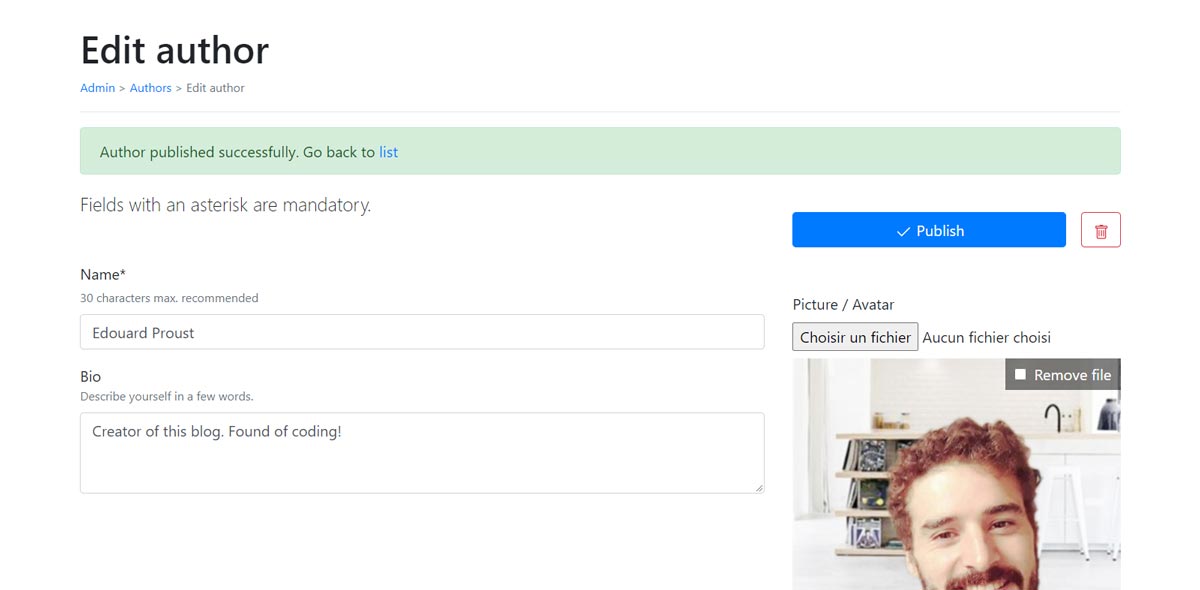 Edit author
Admin > Authors > Edit author
Author published successfully. Go back to list
Fields with an asterisk are mandatory.
Publish
Name*
30 characters max. recommended
Edouard Proust
Bio
Describe yourself in a few words.
Creator of this blog. Found of coding!
Picture / Avatar
Choisir un fichier Aucun fichier choisi
Remove file